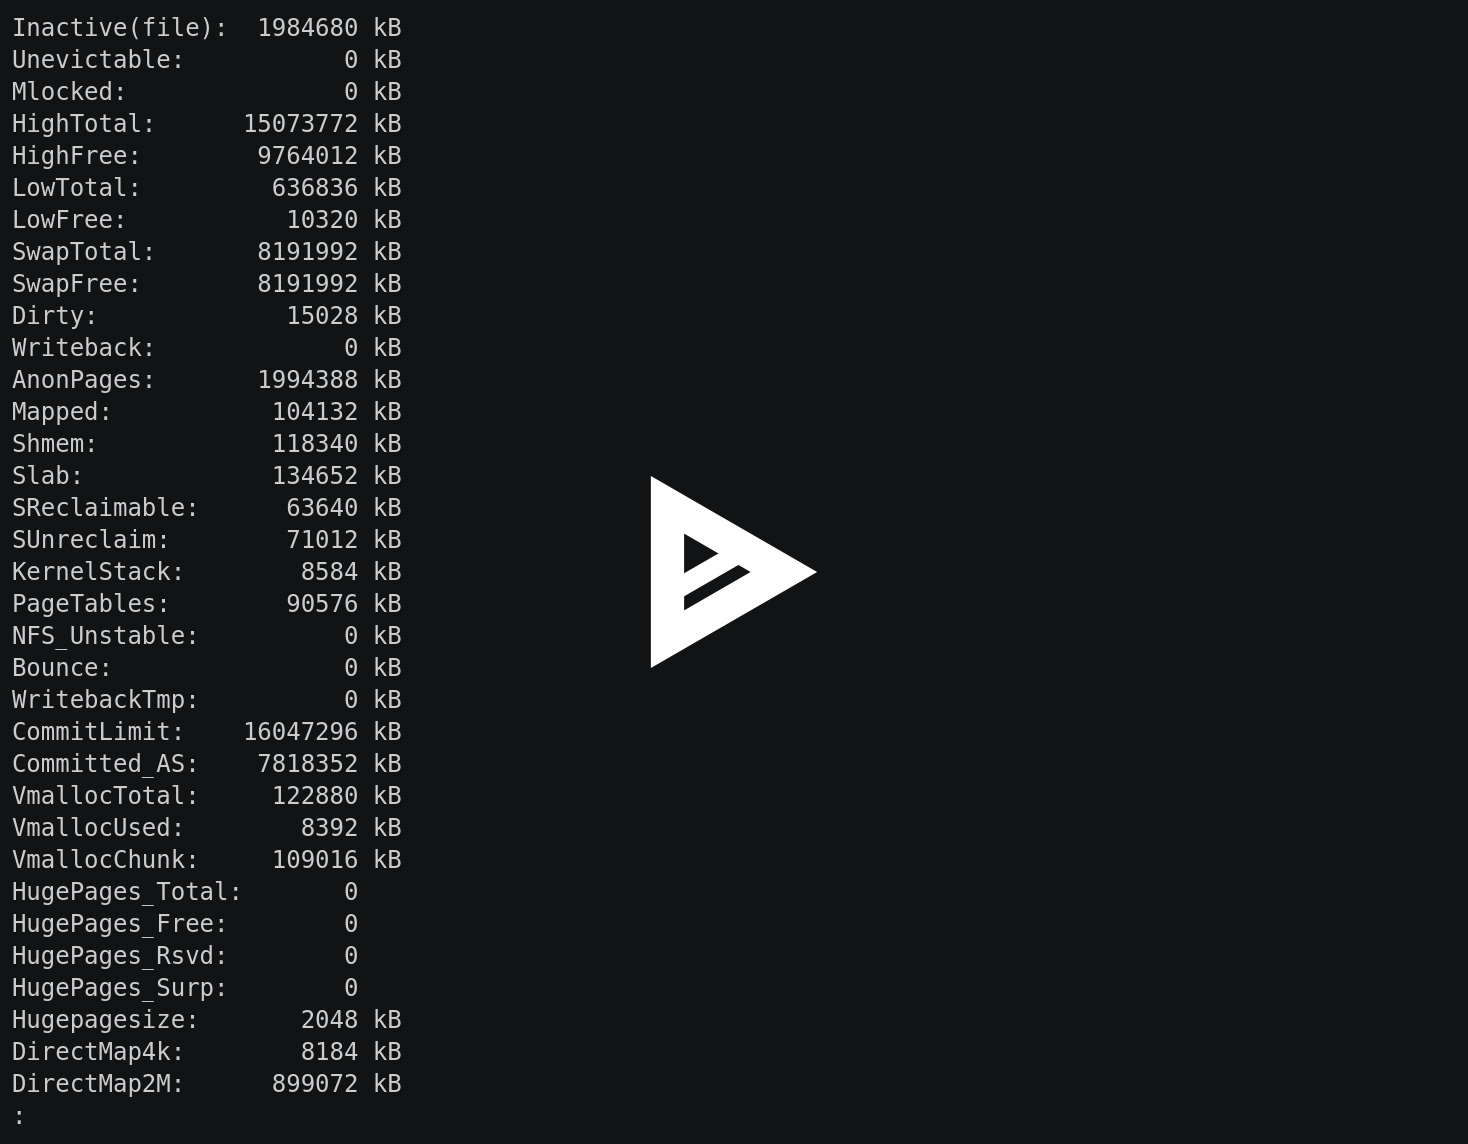 Inactive(file):  1984680 kB
Unevictable:           0 kB
Mlocked:               0 kB
HighTotal:      15073772 kB
HighFree:        9764012 kB
LowTotal:         636836 kB
LowFree:           10320 kB
SwapTotal:       8191992 kB
SwapFree:        8191992 kB
Dirty:             15028 kB
Writeback:             0 kB
AnonPages:       1994388 kB
Mapped:           104132 kB
Shmem:            118340 kB
Slab:             134652 kB
SReclaimable:      63640 kB
SUnreclaim:        71012 kB
KernelStack:        8584 kB
PageTables:        90576 kB
NFS_Unstable:          0 kB
Bounce:                0 kB
WritebackTmp:          0 kB
CommitLimit:    16047296 kB
Committed_AS:    7818352 kB
VmallocTotal:     122880 kB
VmallocUsed:        8392 kB
VmallocChunk:     109016 kB
HugePages_Total:       0
HugePages_Free:        0
HugePages_Rsvd:        0
HugePages_Surp:        0
Hugepagesize:       2048 kB
DirectMap4k:        8184 kB
DirectMap2M:      899072 kB
: